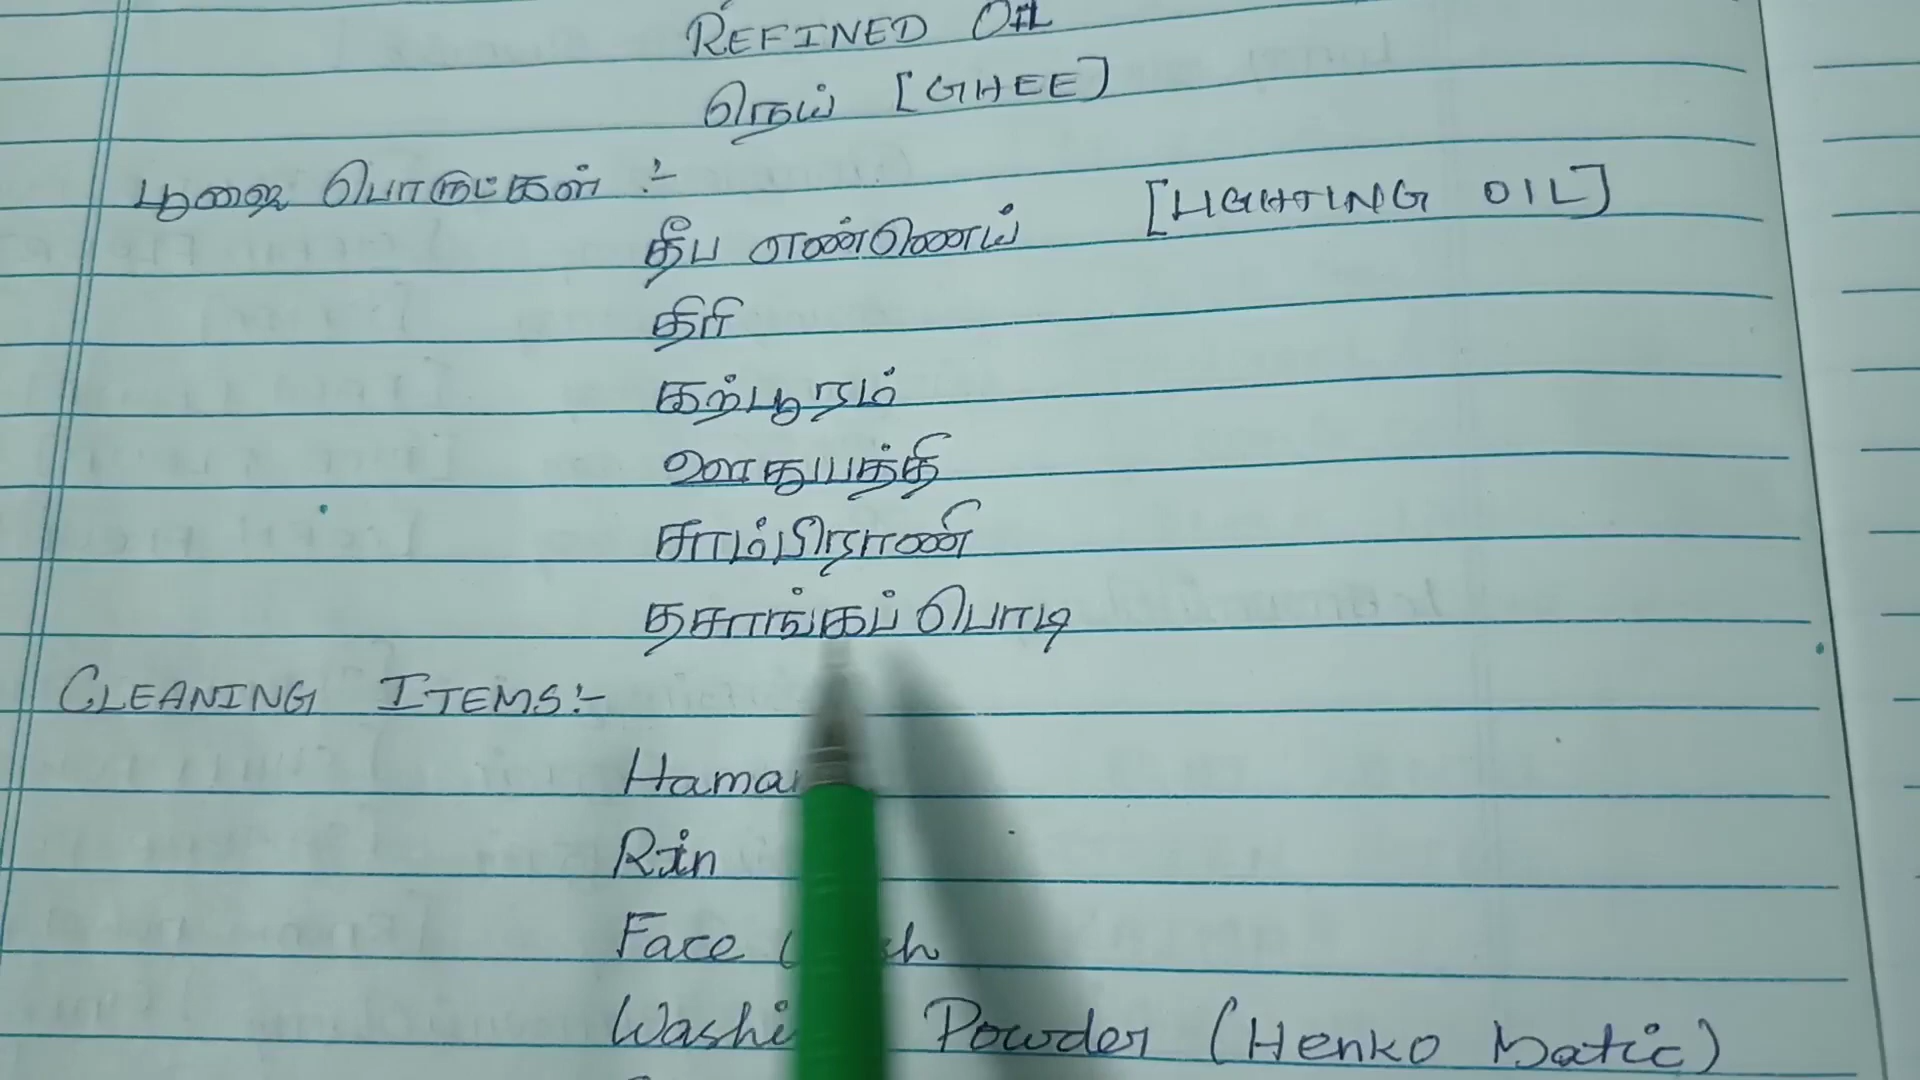 REFINED OIL
நெய் [GHEE]
பூஜை பொருட்கள் :-
தீப எண்ணெய் [LIGHTING OIL]
திரி
கற்பூரம்
ஊதுபத்தி
சாம்பிராணி
தசாங்கப் பொடி
CLEANING ITEMS:-
Rin
Face
Powder (Henko Matic)